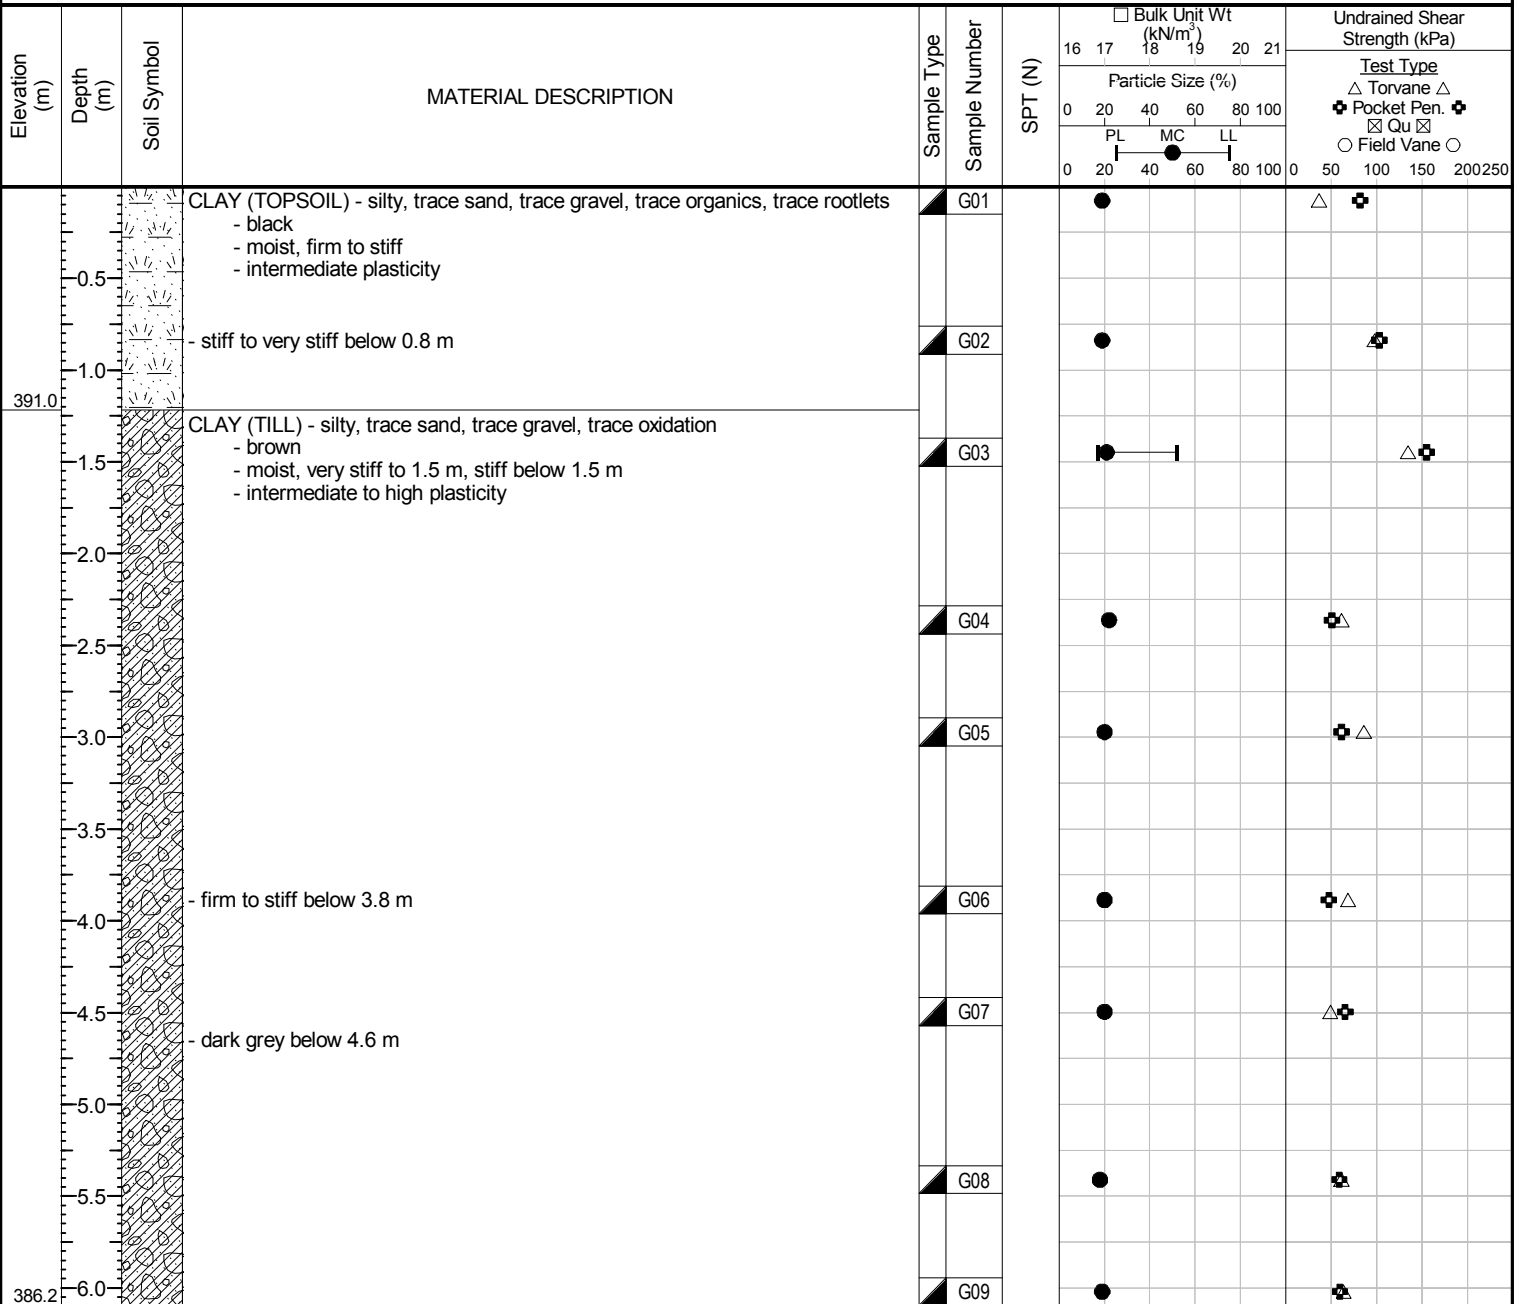 Elevation
(m)
Depth
(m)
Soil Symbol
MATERIAL DESCRIPTION
Sample Type
Sample Number
SPT (N)
□ Bulk Unit Wt
(kN/m³)
16 17 18 19 20 21
Particle Size (%)
0 20 40 60 80 100
PL MC LL
0 20 40 60 80 100
Undrained Shear
Strength (kPa)
Test Type
△ Torvane △
Pocket Pen.
☒ Qu ☒
○ Field Vane ○
0 50 100 150 200 250
CLAY (TOPSOIL) - silty, trace sand, trace gravel, trace organics, trace rootlets
G01
- black
- moist, firm to stiff
- intermediate plasticity
0.5
- stiff to very stiff below 0.8 m
G02
1.0
391.0
CLAY (TILL) - silty, trace sand, trace gravel, trace oxidation
- brown
G03
1.5
- moist, very stiff to 1.5 m, stiff below 1.5 m
- intermediate to high plasticity
2.0
G04
2.5
G05
3.0
3.5
- firm to stiff below 3.8 m
G06
4.0
4.5
G07
- dark grey below 4.6 m
5.0
G08
5.5
6.0
G09
386.2